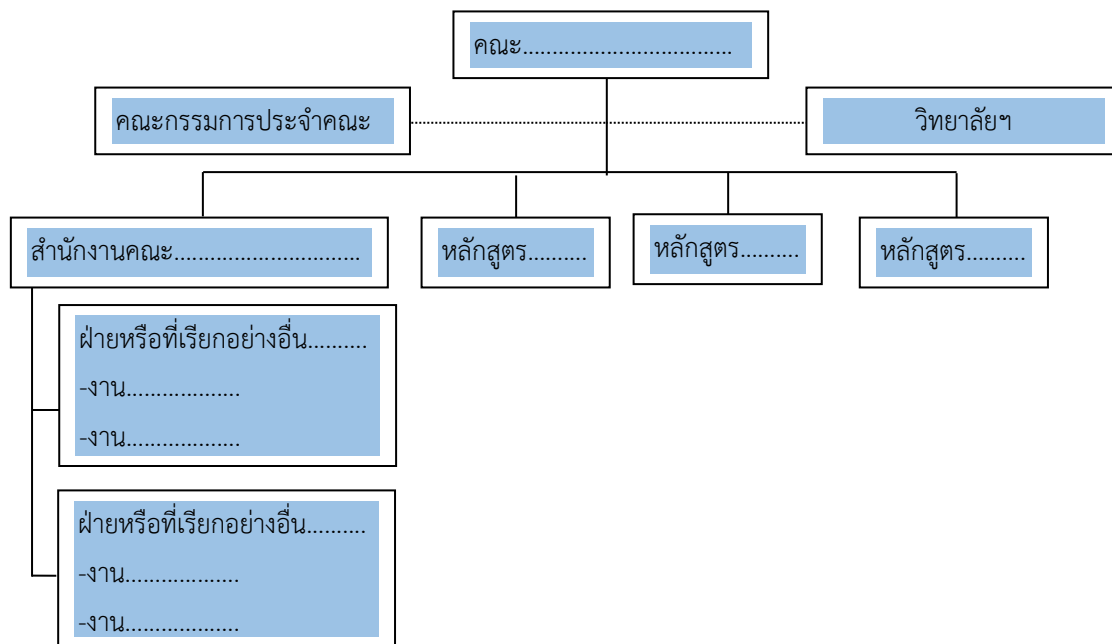 คณะ...................................
คณะกรรมการประจำคณะ
วิทยาลัยฯ
สำนักงานคณะ...............................
หลักสูตร..........
หลักสูตร..........
หลักสูตร..........
ฝ่ายหรือที่เรียกอย่างอื่น..........
-งาน...................
-งาน...................
ฝ่ายหรือที่เรียกอย่างอื่น..........
-งาน...................
-งาน...................